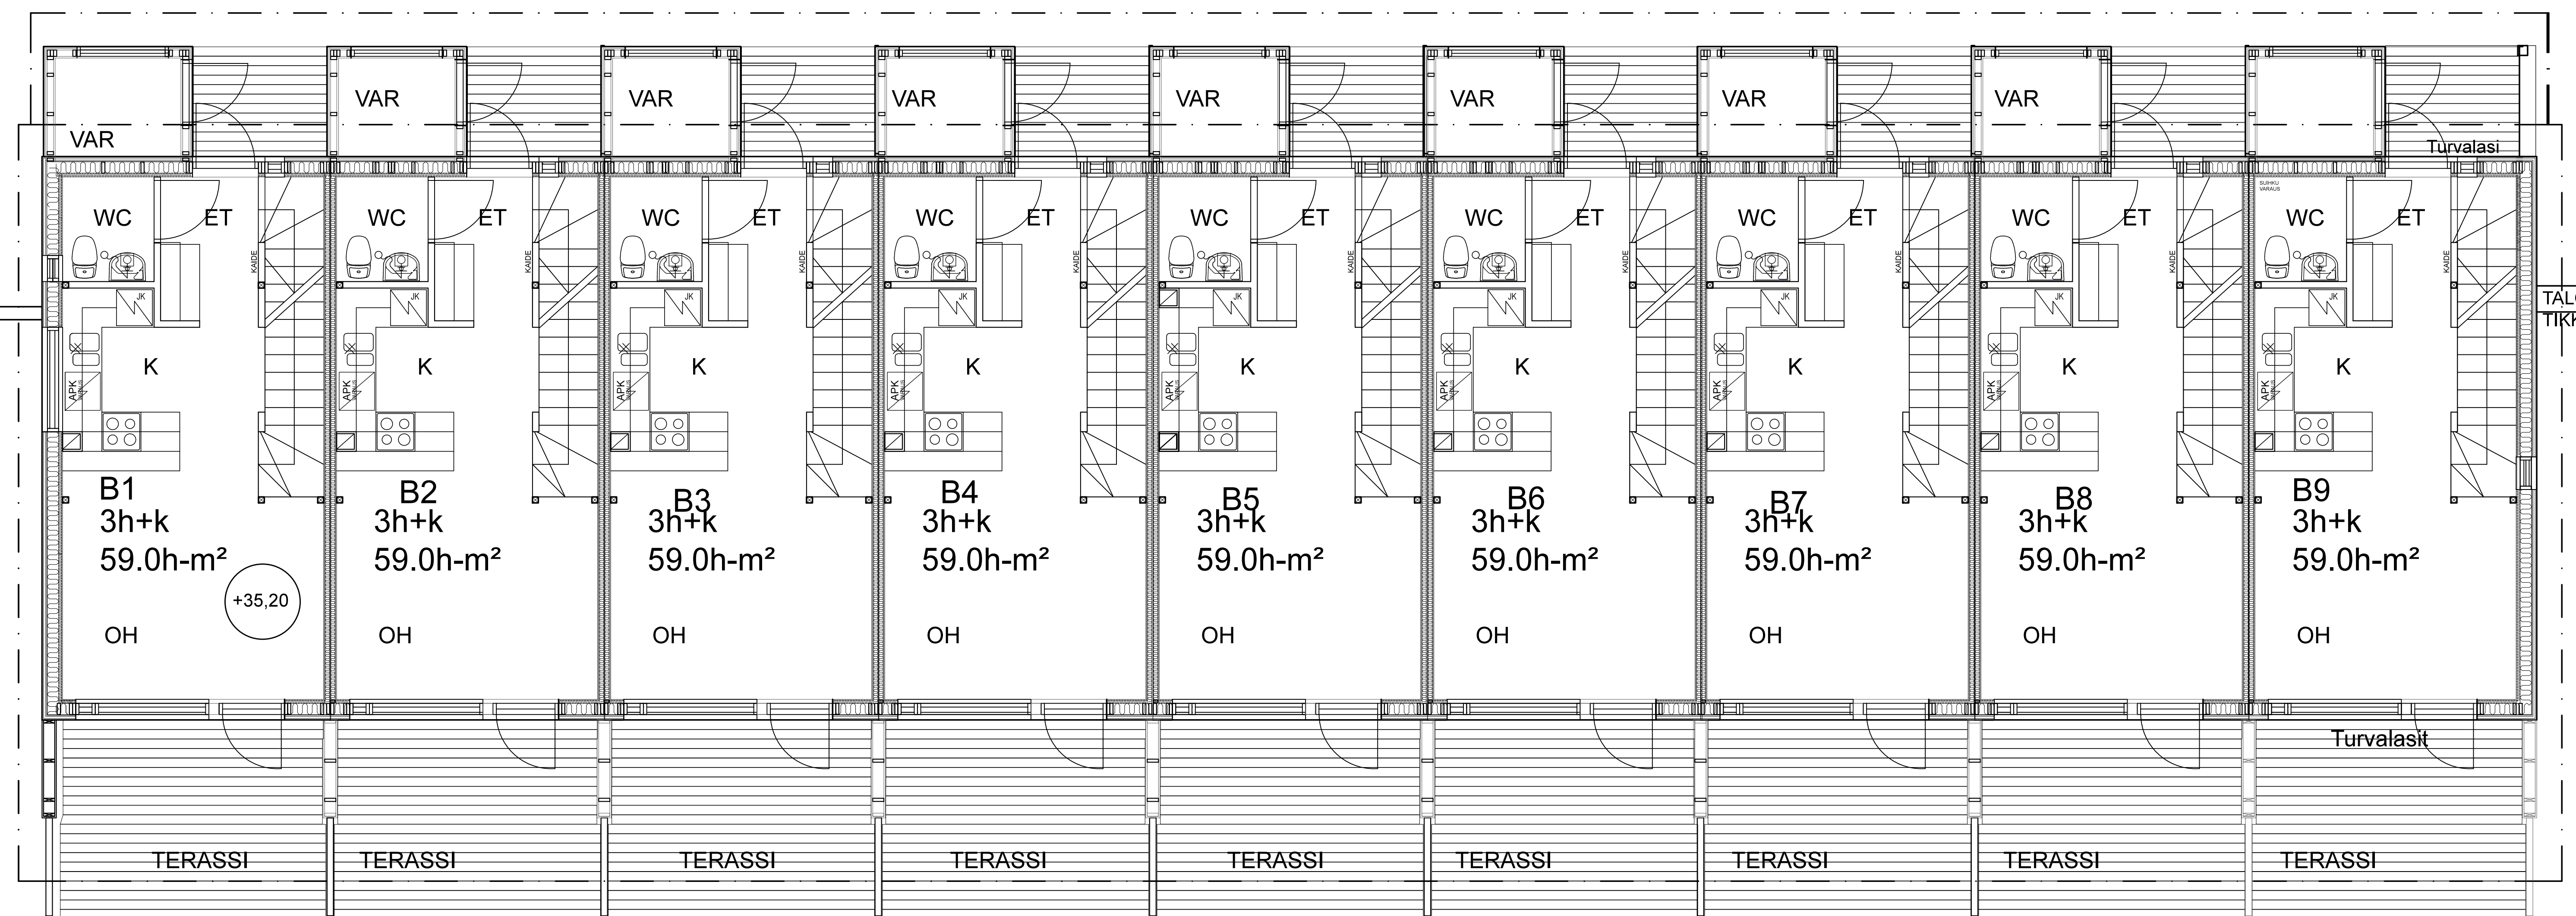 VAR VAR VAR VAR VAR VAR VAR VAR
Turvalasi
SUIHKU
VARAUS
WC ET WC ET WC ET WC ET WC ET WC ET WC ET WC ET WC ET
KAIDE KAIDE KAIDE KAIDE KAIDE KAIDE KAIDE KAIDE KAIDE
JK JK JK JK JK JK JK JK JK
K K K K K K K K K
APK APK APK APK APK APK APK APK APK
B1 B2 B3 B4 B5 B6 B7 B8 B9
3h+k 3h+k 3h+k 3h+k 3h+k 3h+k 3h+k 3h+k 3h+k
59.0h-m² 59.0h-m² 59.0h-m² 59.0h-m² 59.0h-m² 59.0h-m² 59.0h-m² 59.0h-m² 59.0h-m²
+35,20
OH OH OH OH OH OH OH OH OH
Turvalasit
TERASSI TERASSI TERASSI TERASSI TERASSI TERASSI TERASSI TERASSI TERASSI